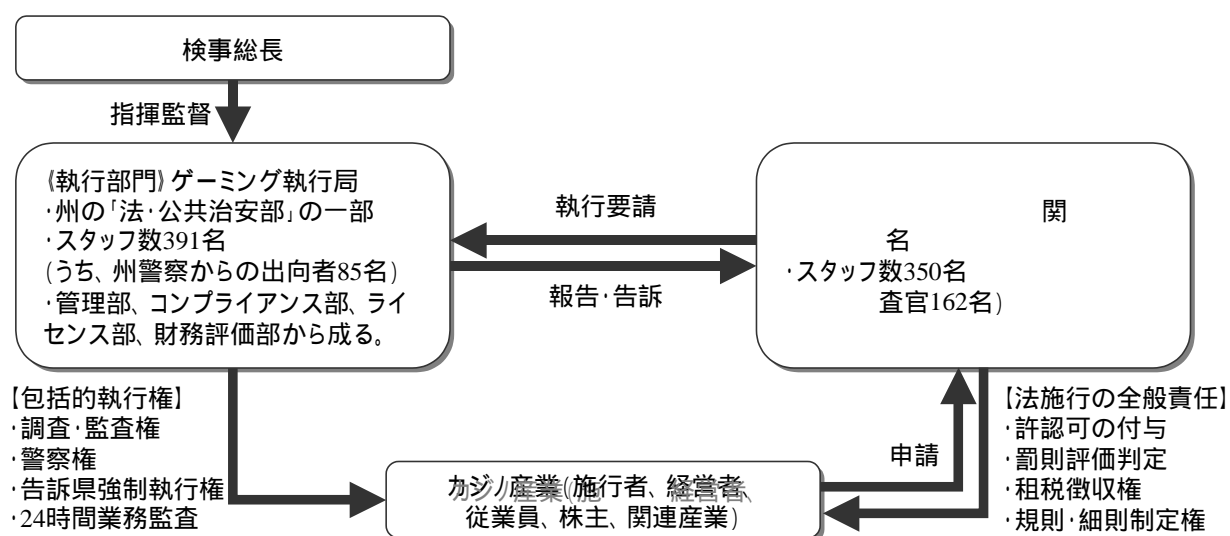 検事総長
指揮監督
《執行部門》ゲーミング執行局
・州の「法・公共治安部」の一部
・スタッフ数391名
(うち、州警察からの出向者85名)
・管理部、コンプライアンス部、ライ
センス部、財務評価部から成る。
執行要請
報告・告訴
関
名
・スタッフ数350名
査官162名)
【包括的執行権】
・調査・監査権
・警察権
・告訴県強制執行権
・24時間業務監査
カジノ産業(施行者、経営者、
従業員、株主、関連産業)
申請
【法施行の全般責任】
・許認可の付与
・罰則評価判定
・租税徴収権
・規則・細則制定権